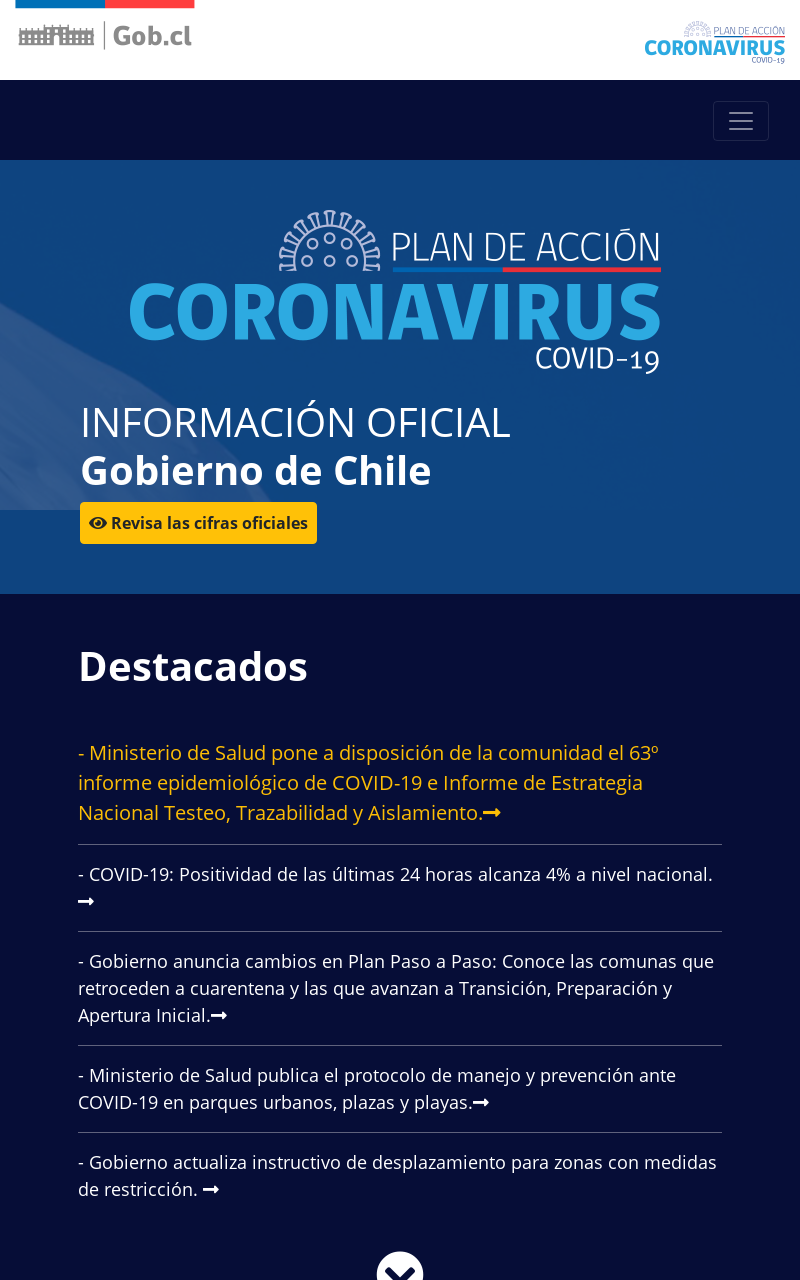 Gob.cl
PLAN DE ACCIÓN
CORONAVIRUS
COVID-19
PLAN DE ACCIÓN
CORONAVIRUS
COVID-19
INFORMACIÓN OFICIAL
Gobierno de Chile
Revisa las cifras oficiales
Destacados
- Ministerio de Salud pone a disposición de la comunidad el 63º
informe epidemiológico de COVID-19 e Informe de Estrategia
Nacional Testeo, Trazabilidad y Aislamiento.
- COVID-19: Positividad de las últimas 24 horas alcanza 4% a nivel nacional.
- Gobierno anuncia cambios en Plan Paso a Paso: Conoce las comunas que
retroceden a cuarentena y las que avanzan a Transición, Preparación y
Apertura Inicial.
- Ministerio de Salud publica el protocolo de manejo y prevención ante
COVID-19 en parques urbanos, plazas y playas.
- Gobierno actualiza instructivo de desplazamiento para zonas con medidas
de restricción.